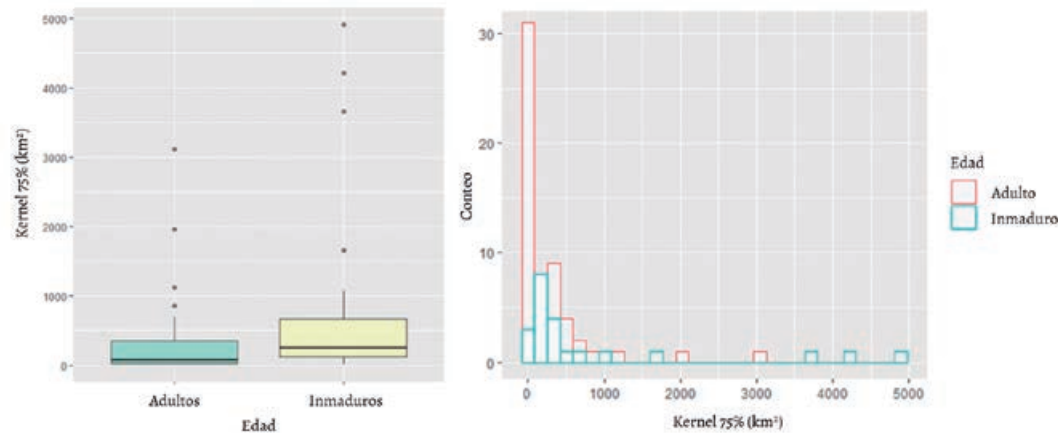 5000
4000
3000
2000
1000
0
Kernel 75% (km²)
Adultos
Inmaduros
Edad
30
20
10
0
Conteo
0
1000
2000
3000
4000
5000
Kernel 75% (km²)
Edad
Adulto
Inmaduro